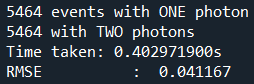 5464 events with ONE photon
5464 with TWO photons
Time taken: 0.402971900s
RMSE        :  0.041167